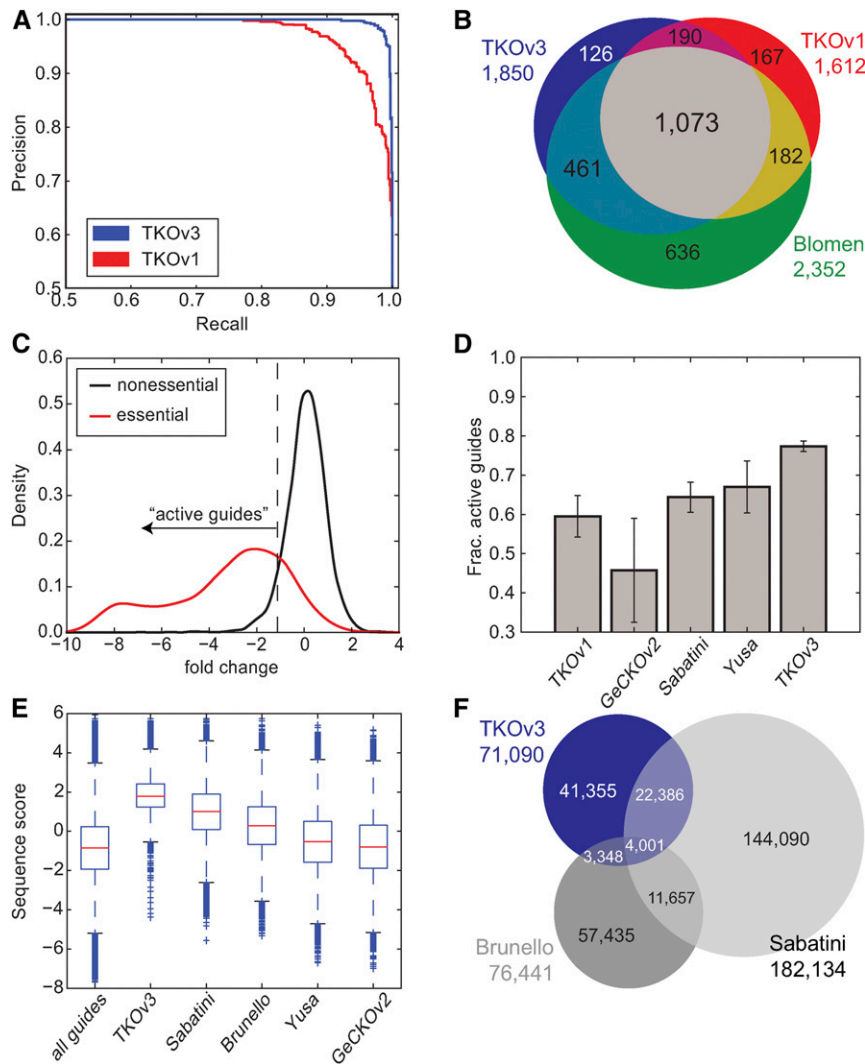 A
1.0
0.9
0.8
0.7
0.6
0.5
Precision
TKOv3
TKOv1
0.5
0.6
0.7
0.8
0.9
1.0
Recall
B
TKOv3
1,850
126
190
167
TKOv1
1,612
1,073
461
182
636
Blomen
2,352
C
0.6
0.5
0.4
0.3
0.2
0.1
0.0
Density
nonessential
essential
"active guides"
−10
−8
−6
−4
−2
0
2
4
fold change
D
1.0
0.9
0.8
0.7
0.6
0.5
0.4
0.3
Frac. active guides
TKOv1
GeCKOv2
Sabatini
Yusa
TKOv3
E
6
4
2
0
−2
−4
−6
−8
Sequence score
all guides
TKOv3
Sabatini
Brunello
Yusa
GeCKOv2
F
TKOv3
71,090
41,355
22,386
144,090
3,348
4,001
11,657
57,435
Brunello
76,441
Sabatini
182,134